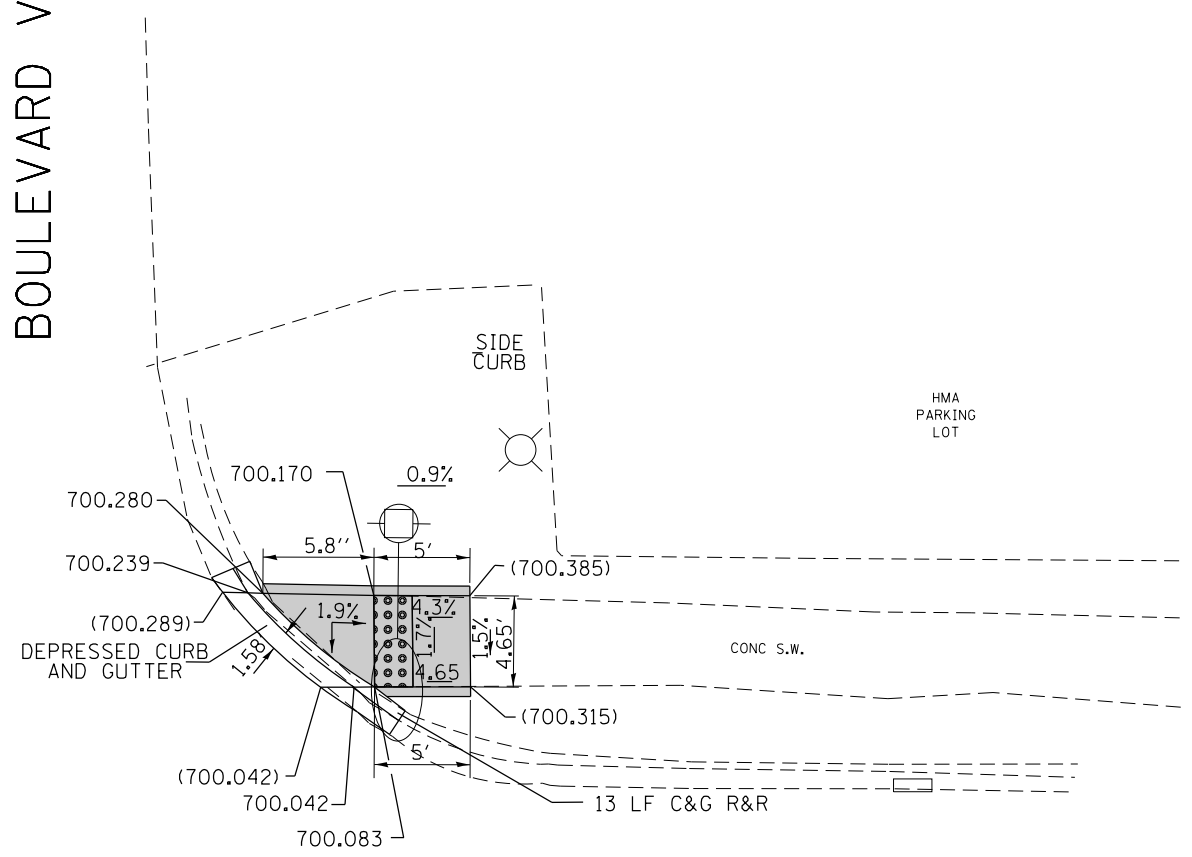 BOULEVARD V
SIDE
CURB
HMA
PARKING
LOT
700.170
0.9%
700.280
5.8''
5'
700.239
(700.385)
1.9%
4.3%
1.7%
1.5%
4.65'
(700.289)
DEPRESSED CURB
AND GUTTER
1.58
4.65
CONC S.W.
(700.315)
5'
(700.042)
700.042
13 LF C&G R&R
700.083